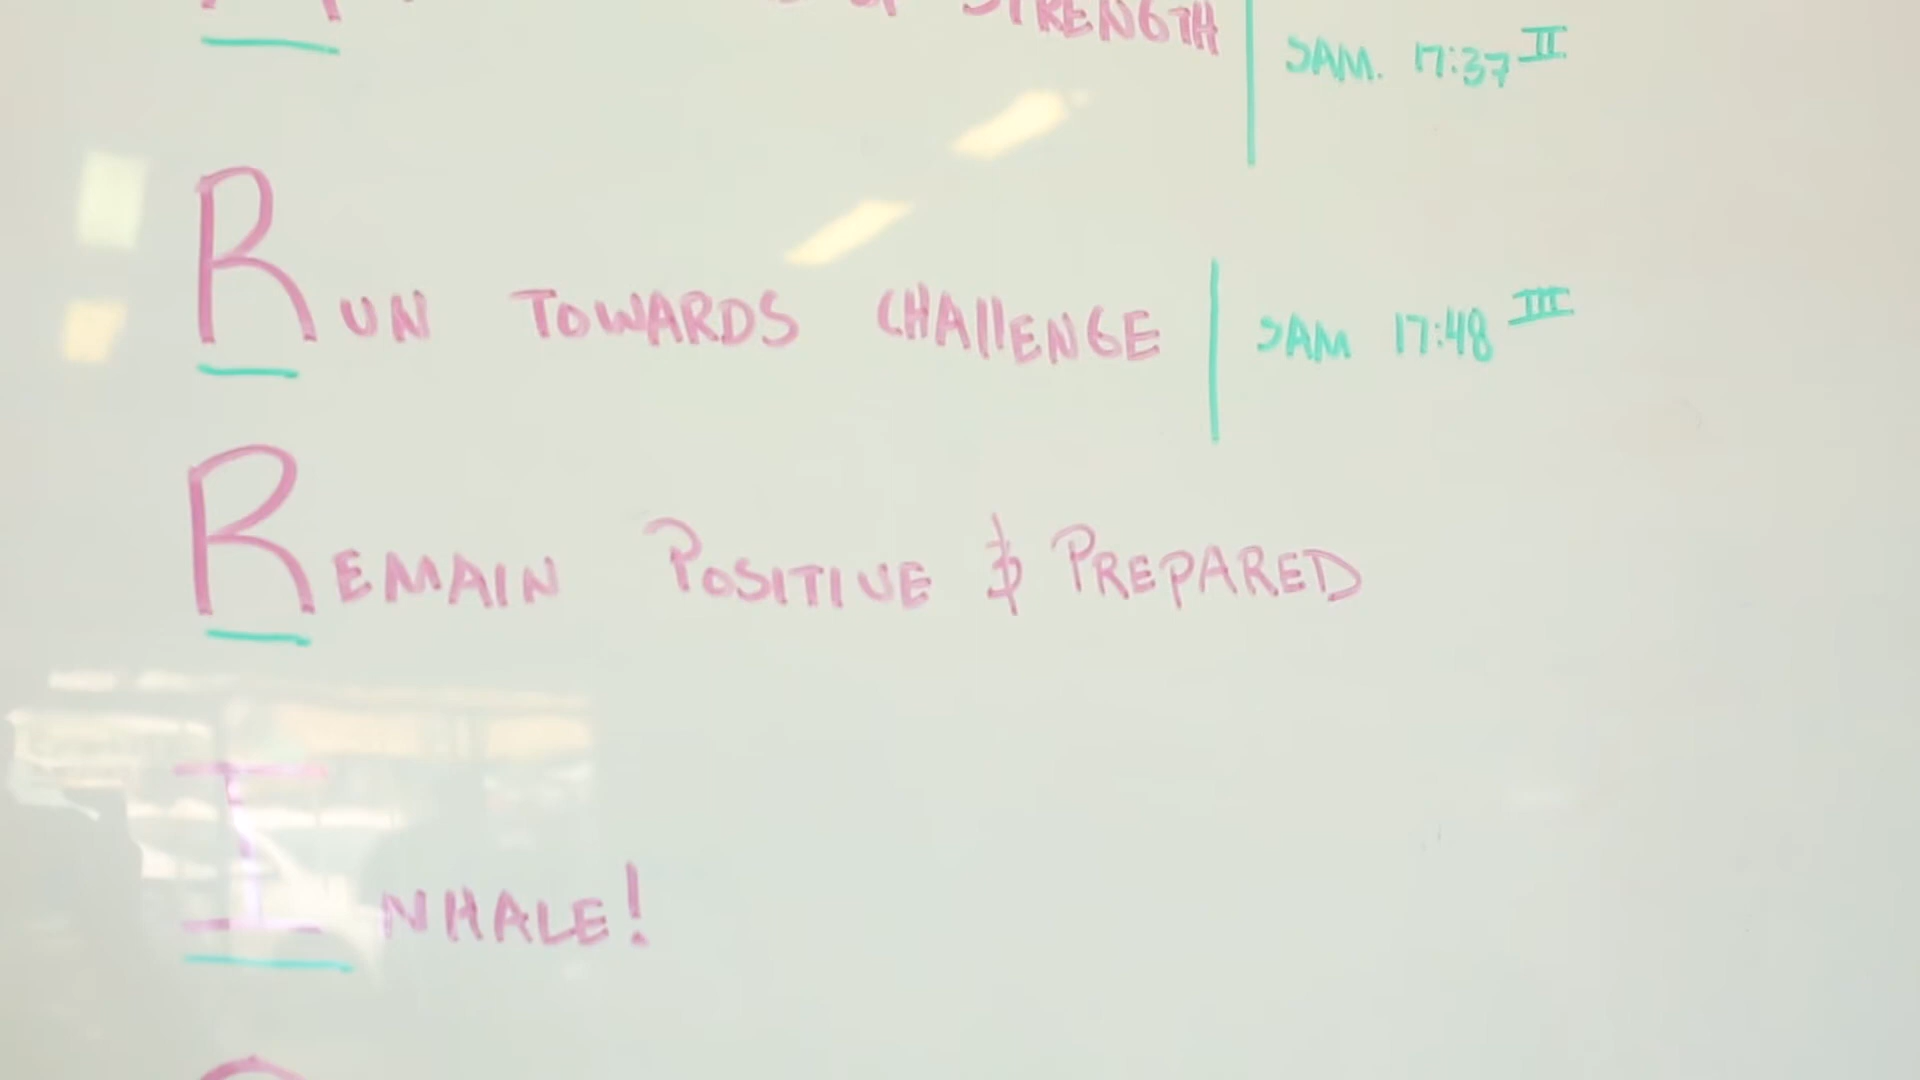 STRENGTH SAM. 17:37 II
RUN TOWARDS CHALLENGE SAM 17:48 III
REMAIN POSITIVE & PREPARED
INHALE!